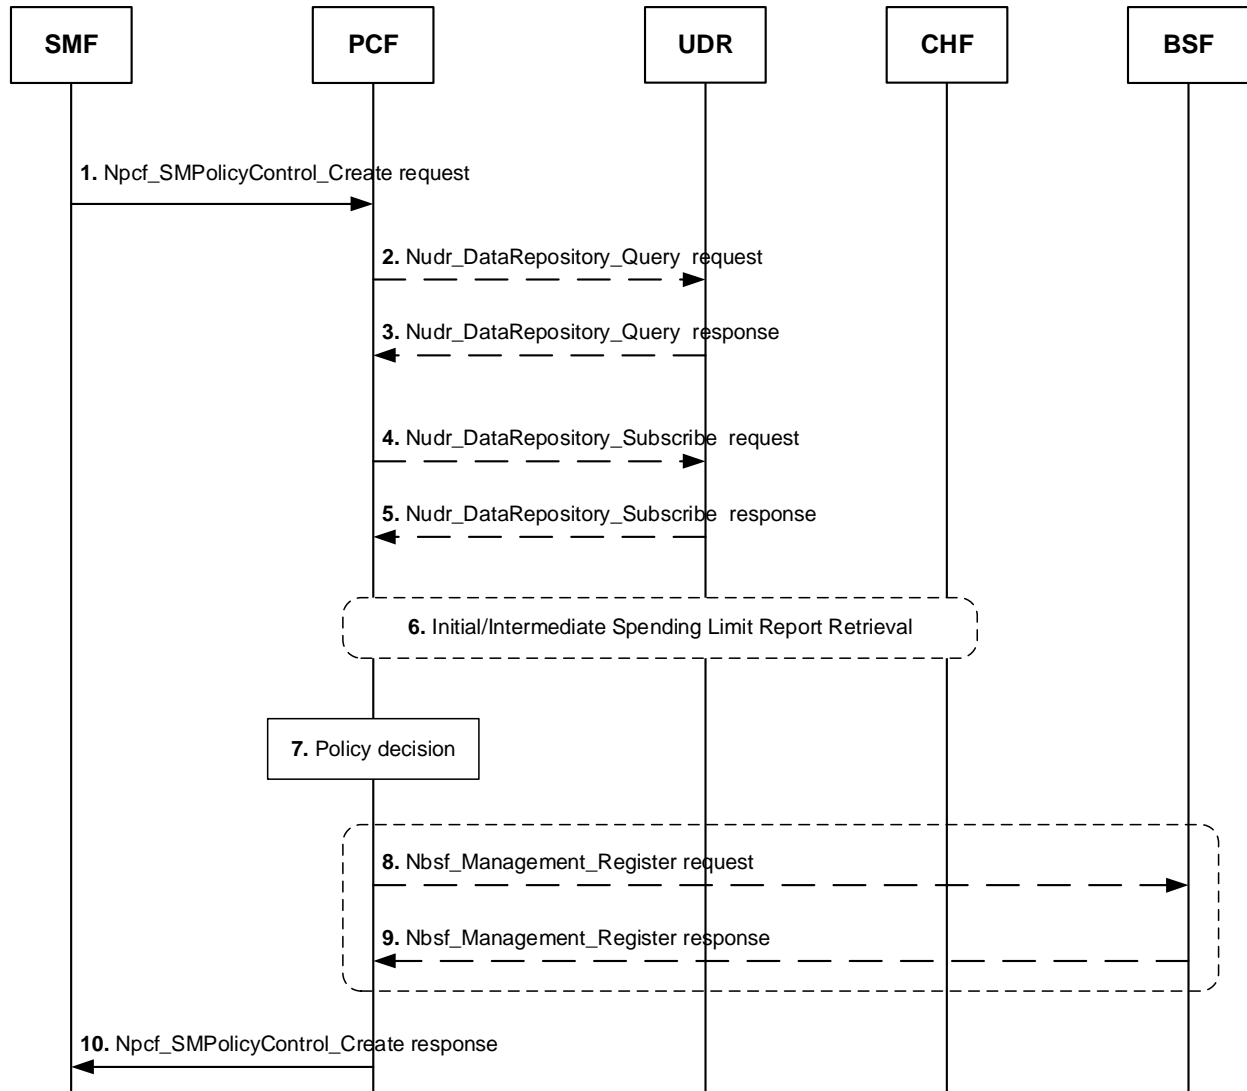 SMF
PCF
UDR
CHF
BSF
1. Npcf_SMPolicyControl_Create request
2. Nudr_DataRepository_Query request
3. Nudr_DataRepository_Query response
4. Nudr_DataRepository_Subscribe request
5. Nudr_DataRepository_Subscribe response
6. Initial/Intermediate Spending Limit Report Retrieval
7. Policy decision
8. Nbsf_Management_Register request
9. Nbsf_Management_Register response
10. Npcf_SMPolicyControl_Create response